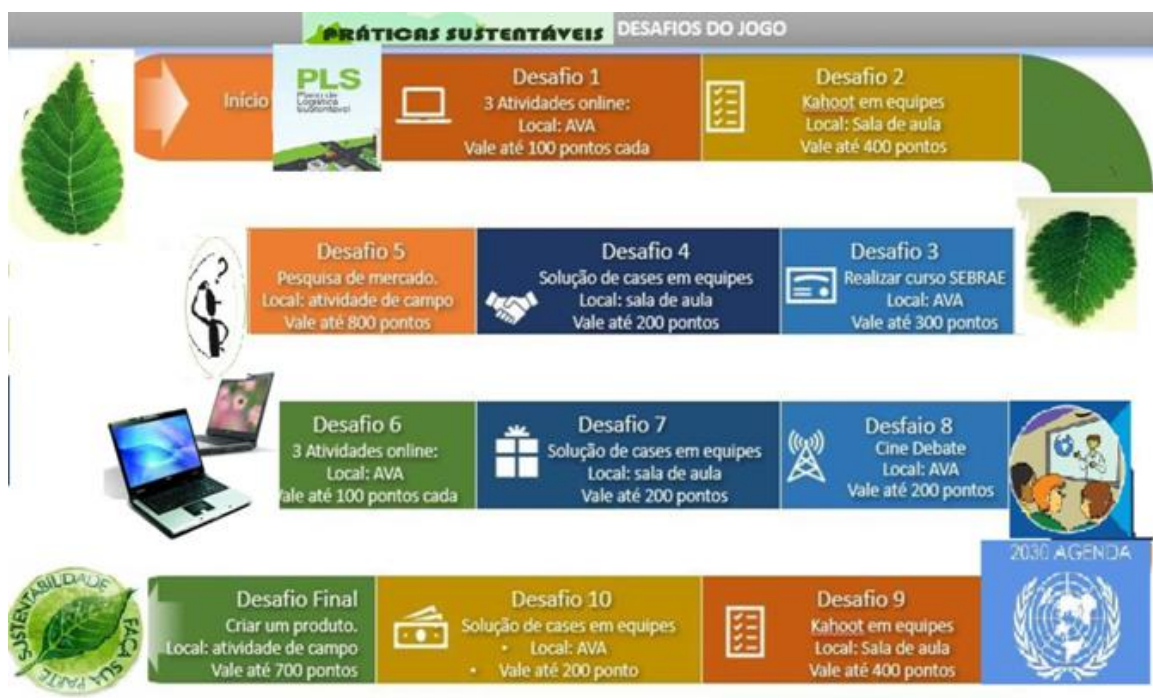 PRÁTICAS SUSTENTÁVEIS DESAFIOS DO JOGO
Início
PLS
Plano de
Logística
Sustentável
Desafio 1
3 Atividades online:
Local: AVA
Vale até 100 pontos cada
Desafio 2
Kahoot em equipes
Local: Sala de aula
Vale até 400 pontos
Desafio 3
Realizar curso SEBRAE
Local: AVA
Vale até 300 pontos
Desafio 4
Solução de cases em equipes
Local: sala de aula
Vale até 200 pontos
Desafio 5
Pesquisa de mercado.
Local: atividade de campo
Vale até 800 pontos
Desafio 6
3 Atividades online:
Local: AVA
Vale até 100 pontos cada
Desafio 7
Solução de cases em equipes
Local: sala de aula
Vale até 200 pontos
Desfaio 8
Cine Debate
Local: AVA
Vale até 200 pontos
2030 AGENDA
Desafio 9
Kahoot em equipes
Local: Sala de aula
Vale até 400 pontos
Desafio 10
Solução de cases em equipes
• Local: AVA
• Vale até 200 ponto
Desafio Final
Criar um produto.
Local: atividade de campo
Vale até 700 pontos
SUSTENTABILIDADE
FAÇA SUA PARTE